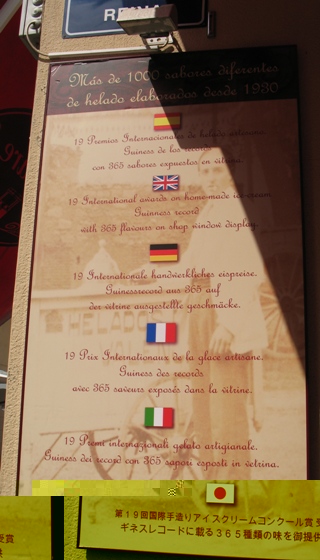 Más de 1000 sabores diferentes
de helado elaborados desde 1930
19 Premios Internacionales de helado
Guiness de los records
con 365 sabores expuestos en vitrina.
19 International awards on home-made ice-cream
Guinness record
with 365 flavours on shop window display.
19 Internationale handwerkliches eispreise.
Guinessrecord aus 365 auf
der vitrine ausgestellte geschmäcke.
19 Prix Internationaux de la glace artisane.
Guiness des records
avec 365 saveurs exposés dans la vitrine.
19 Premi internazionali gelato artigianale.
Guiness dei record con 365 sapori esposti in vetrina.
第19回国際手造りアイスクリームコンクール賞
ギネスレコードに載る365種類の味を御提供
HELADO